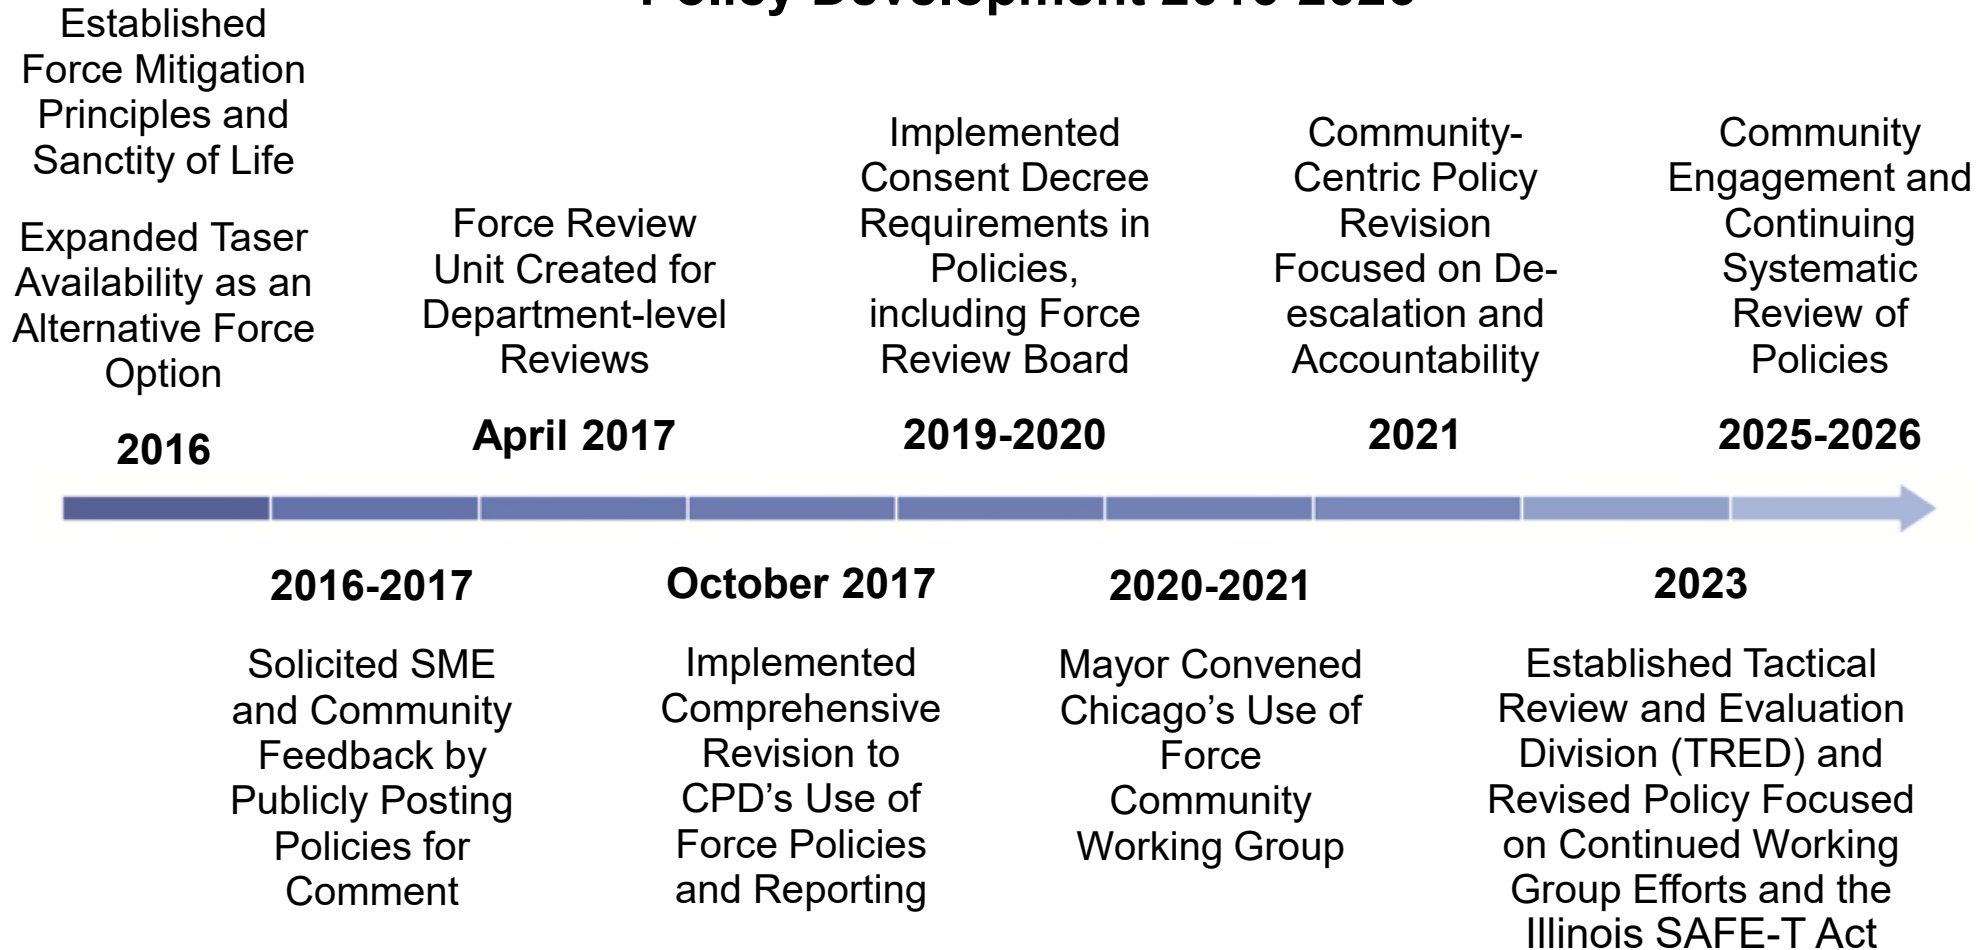 Policy Development 2016-2026
Established
Force Mitigation
Principles and
Sanctity of Life
Expanded Taser
Availability as an
Alternative Force
Option
2016
Force Review
Unit Created for
Department-level
Reviews
April 2017
Implemented
Consent Decree
Requirements in
Policies,
including Force
Review Board
2019-2020
Community-
Centric Policy
Revision
Focused on De-
escalation and
Accountability
2021
Community
Engagement and
Continuing
Systematic
Review of
Policies
2025-2026
2016-2017
Solicited SME
and Community
Feedback by
Publicly Posting
Policies for
Comment
October 2017
Implemented
Comprehensive
Revision to
CPD’s Use of
Force Policies
and Reporting
2020-2021
Mayor Convened
Chicago’s Use of
Force
Community
Working Group
2023
Established Tactical
Review and Evaluation
Division (TRED) and
Revised Policy Focused
on Continued Working
Group Efforts and the
Illinois SAFE-T Act